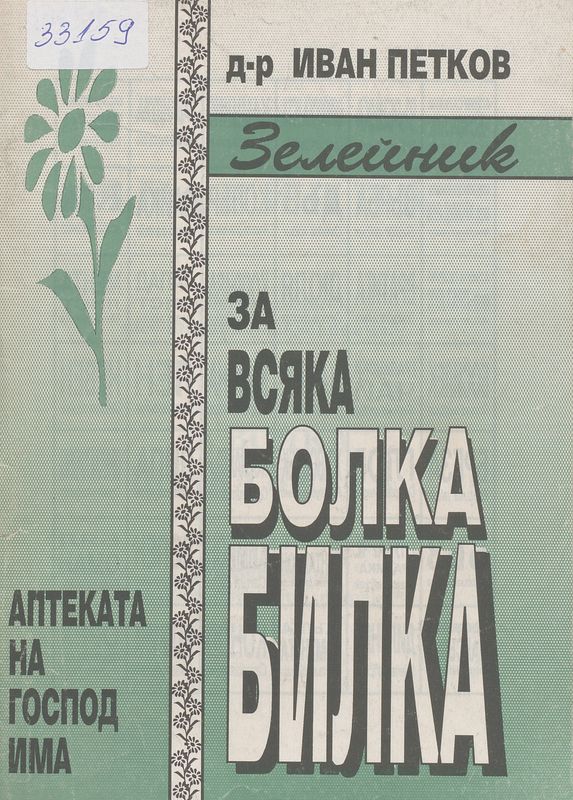 33159
д-р ИВАН ПЕТКОВ
Зелейник
ЗА
ВСЯКА
БОЛКА
БИЛКА
АПТЕКАТА
НА
ГОСПОД
ИМА